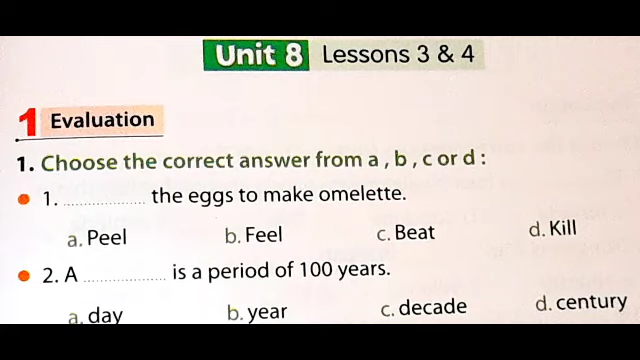 Unit 8 Lessons 3 & 4
1 Evaluation
1. Choose the correct answer from a , b , c or d :
1. .................... the eggs to make omelette.
a. Peel b. Feel c. Beat d. Kill
2. A .................... is a period of 100 years.
a. day b. year c. decade d. century